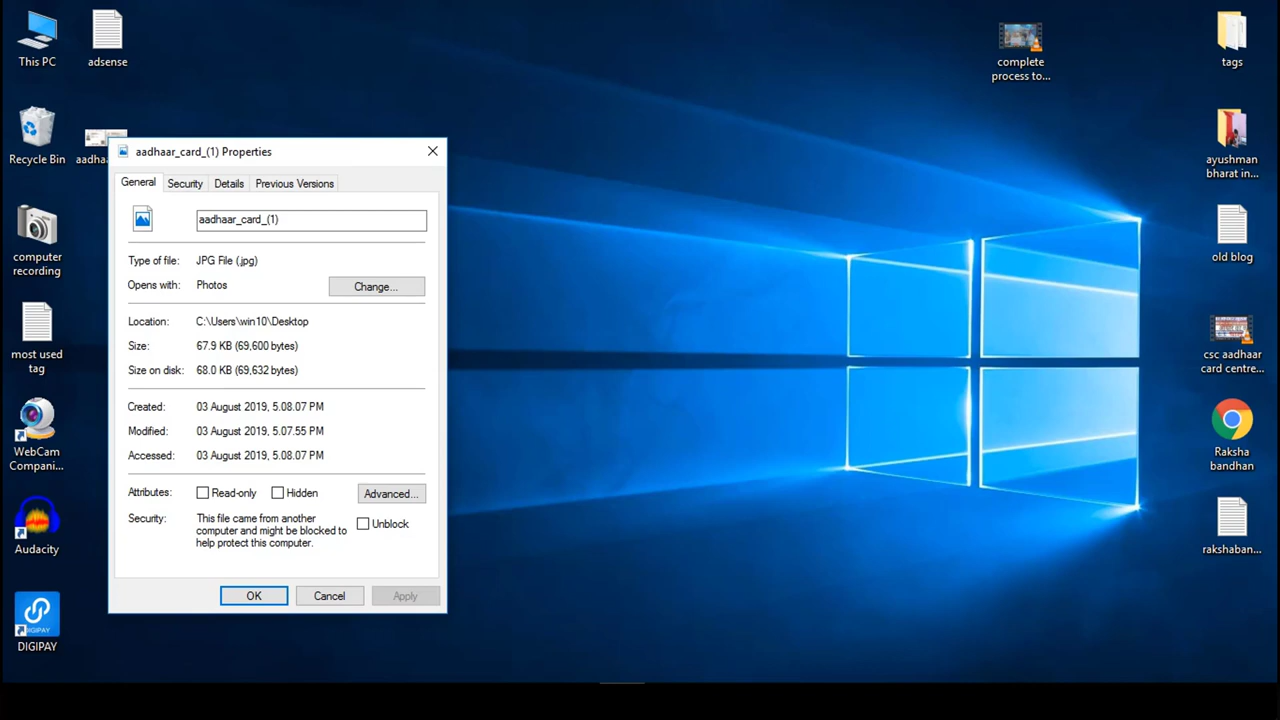 This PC
adsense
Recycle Bin
aadhaa
computer
recording
most used
tag
WebCam
Compani...
Audacity
DIGIPAY
DIGIPAY
aadhaar_card_(1) Properties
General
Security
Details
Previous Versions
aadhaar_card_(1)
Type of file: JPG File (.jpg)
Opens with: Photos
Change...
Location: C:\Users\win10\Desktop
Size: 67.9 KB (69,600 bytes)
Size on disk: 68.0 KB (69,632 bytes)
Created: 03 August 2019, 5.08.07 PM
Modified: 03 August 2019, 5.07.55 PM
Accessed: 03 August 2019, 5.08.07 PM
Attributes: Read-only Hidden Advanced...
Security: This file came from another
computer and might be blocked to
help protect this computer.
Unblock
OK
Cancel
Apply
complete
process to...
tags
ayushman
bharat in...
old blog
csc aadhaar
card centre...
Raksha
bandhan
rakshaban...